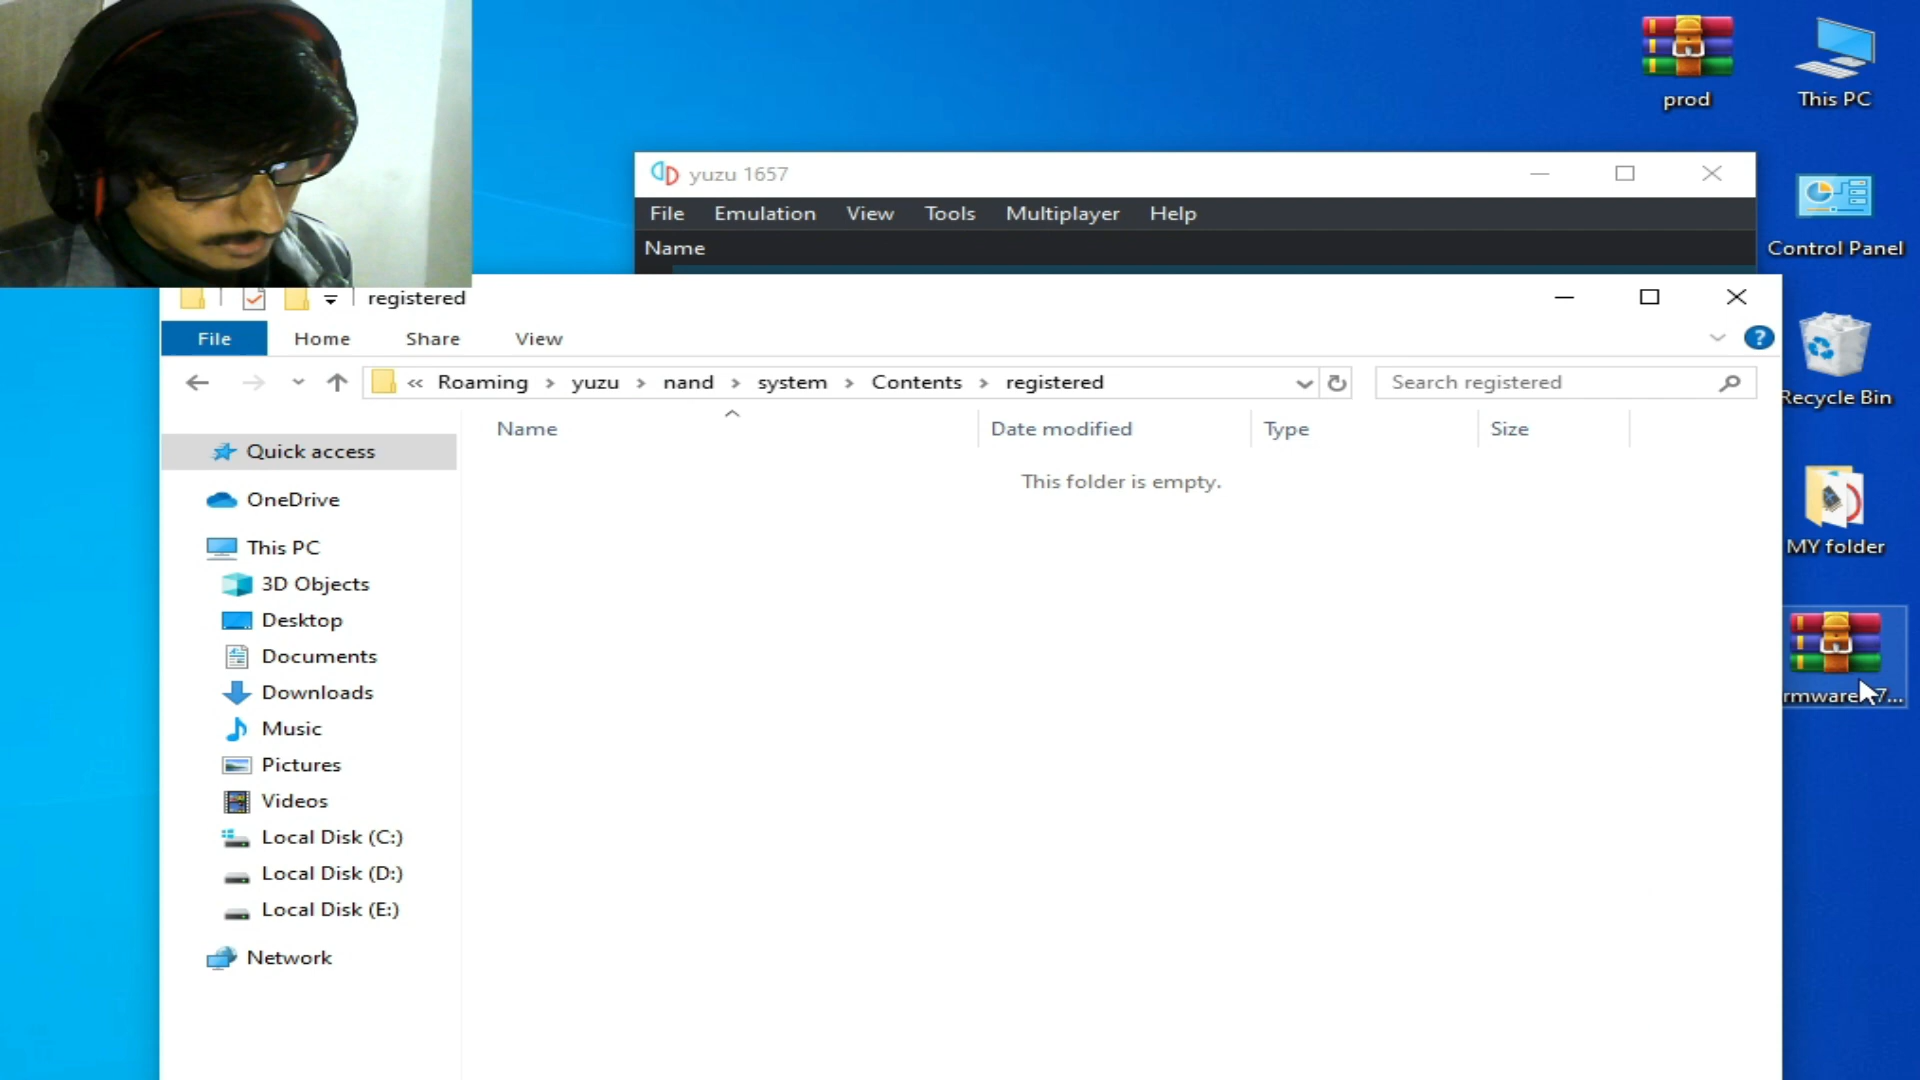 prod
This PC
yuzu 1657
File Emulation View Tools Multiplayer Help
Control Panel
Name
registered
File Home Share View
« Roaming > yuzu > nand > system > Contents > registered
Search registered
Recycle Bin
Name Date modified Type Size
Quick access
This folder is empty.
OneDrive
This PC
MY folder
3D Objects
Desktop
Documents
Downloads
rmware 7...
Music
Pictures
Videos
Local Disk (C:)
Local Disk (D:)
Local Disk (E:)
Network